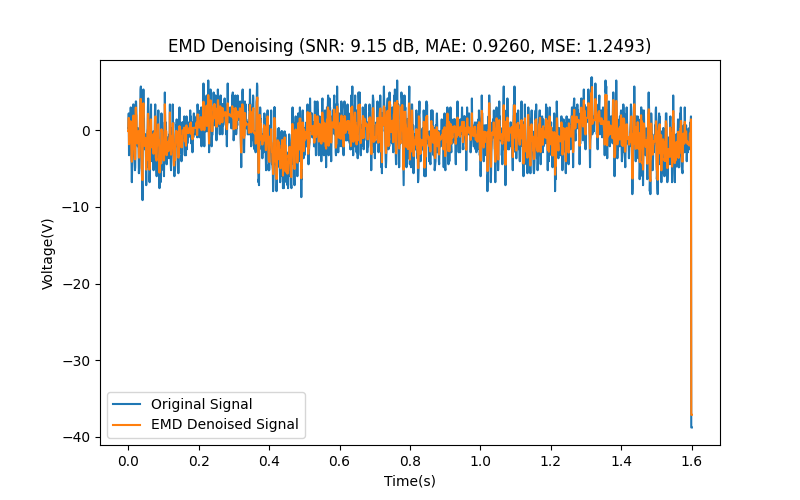 EMD Denoising (SNR: 9.15 dB, MAE: 0.9260, MSE: 1.2493)
0
−10
−20
−30
−40
Voltage(V)
Original Signal
EMD Denoised Signal
0.0 0.2 0.4 0.6 0.8 1.0 1.2 1.4 1.6
Time(s)